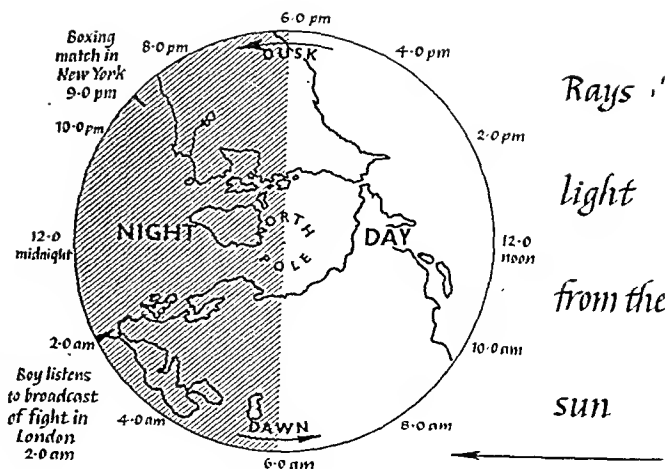 6.0 pm
Boxing
match in
New York
9.0 pm
8.0 pm
DUSK
4.0 pm
10.0 pm
2.0 pm
Rays
light
from the
sun
12.0
midnight
NIGHT
NORTH
POLE
DAY
12.0
noon
2.0 am
10.0 am
Boy listens
to broadcast
of fight in
London
2.0 am
4.0 am
DAWN
8.0 am
6.0 am